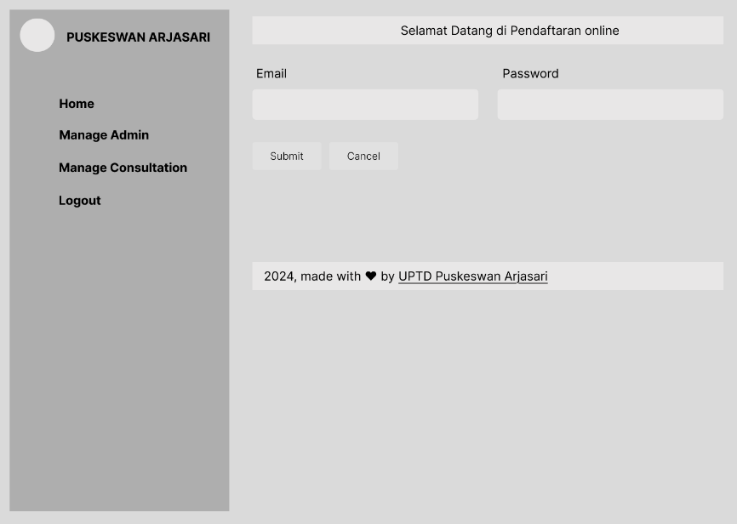 PUSKESWAN ARJASARI
Home
Manage Admin
Manage Consultation
Logout
Selamat Datang di Pendaftaran online
Email
Password
Submit
Cancel
2024, made with ♥ by UPTD Puskeswan Arjasari